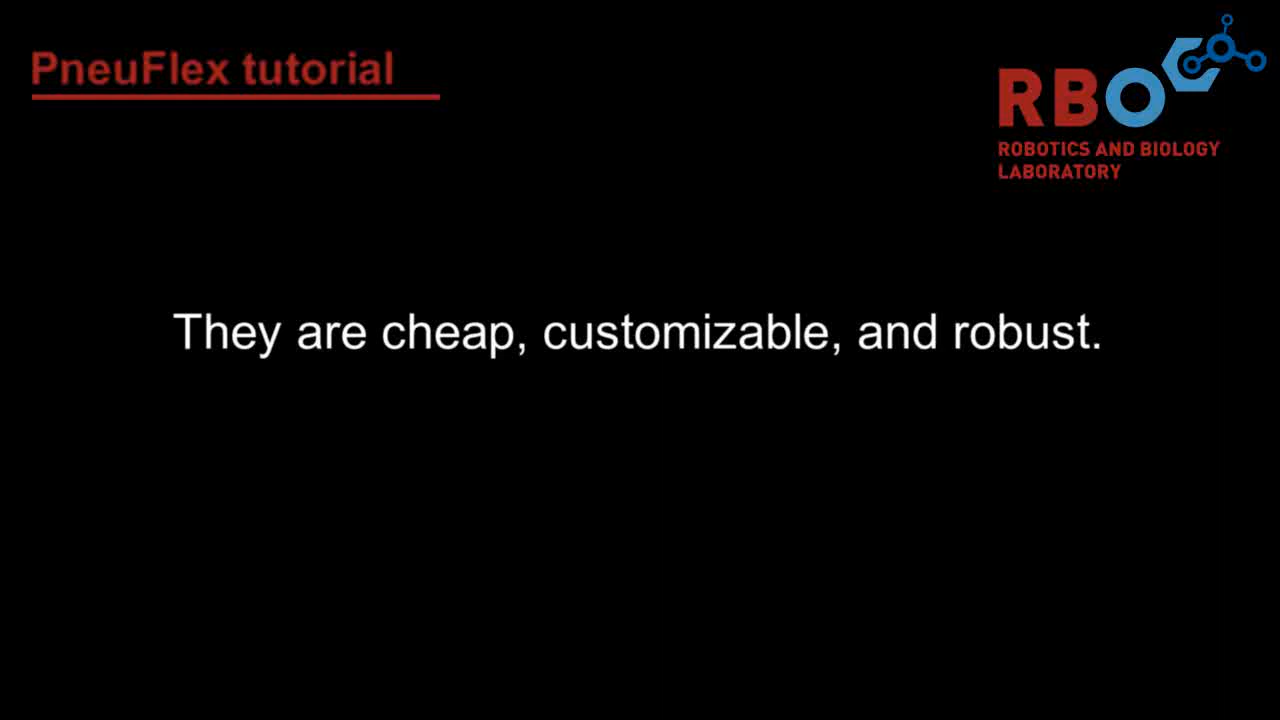 PneuFlex tutorial
RBO
ROBOTICS AND BIOLOGY
LABORATORY
They are cheap, customizable, and robust.